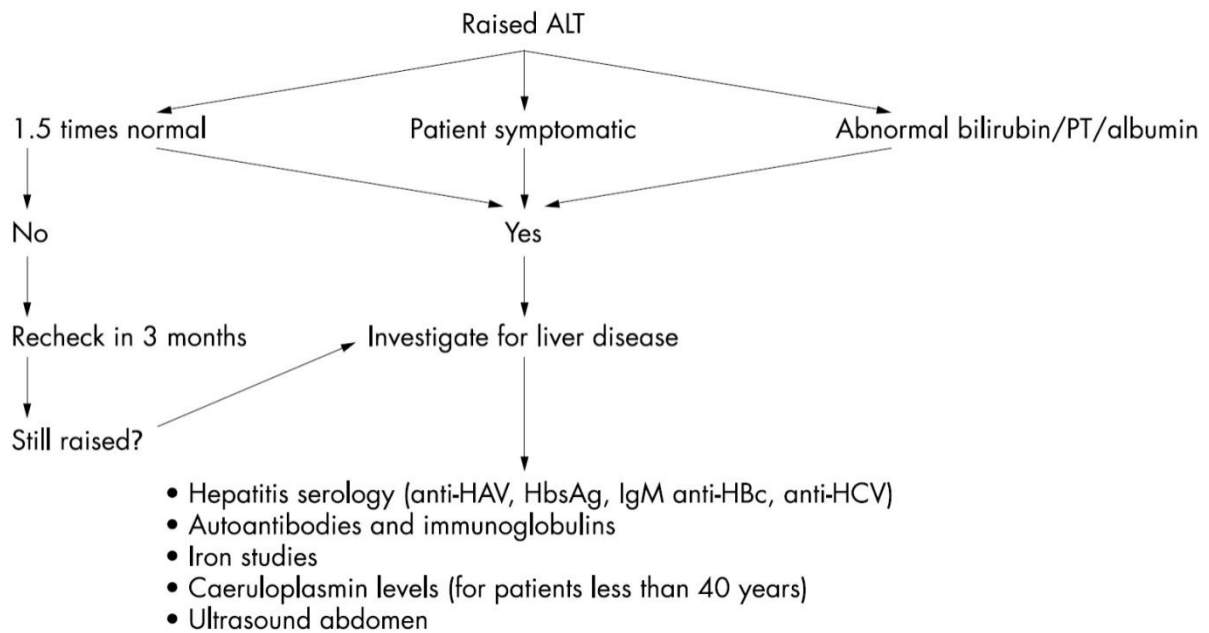 Raised ALT
1.5 times normal
Patient symptomatic
Abnormal bilirubin/PT/albumin
No
Yes
Recheck in 3 months
Investigate for liver disease
Still raised?
• Hepatitis serology (anti-HAV, HbsAg, IgM anti-HBc, anti-HCV)
• Autoantibodies and immunoglobulins
• Iron studies
• Caeruloplasmin levels (for patients less than 40 years)
• Ultrasound abdomen